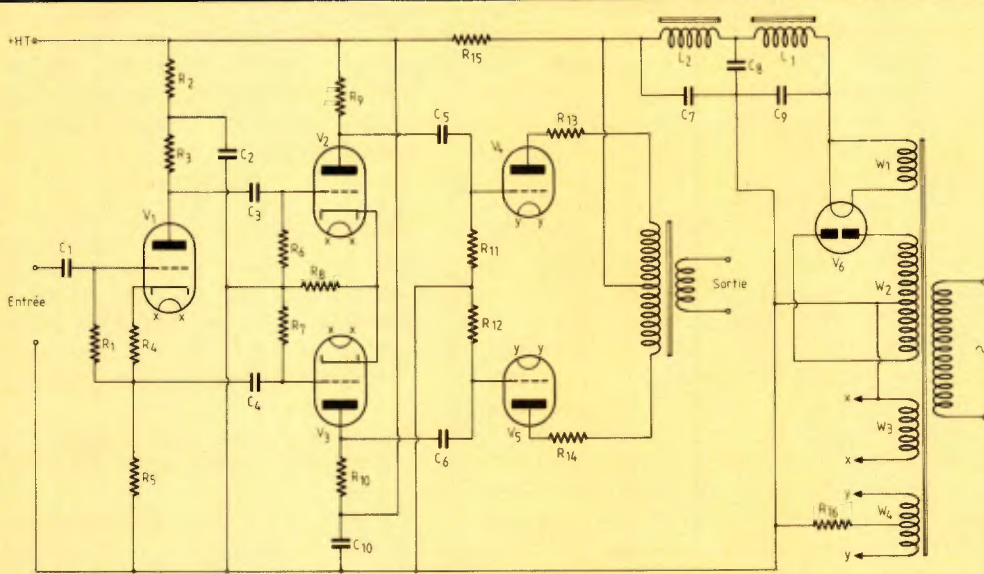 +HT
R15
L2
L1
C8
C7
C9
R2
R9
R3
C2
C5
V2
V4
R13
W1
V1
C3
C1
x x
y y
R6
R11
V6
W2
Entrée
R8
Sortie
x x
R1
R4
R7
R12
~
C4
x x
y y
x
W3
x
V3
C6
V5
R14
R5
R10
y
R16
W4
y
C10